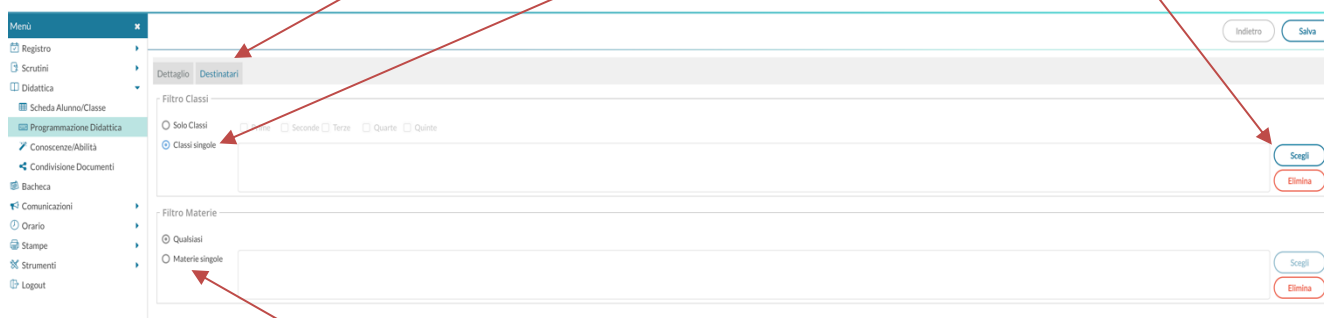 Menù
Indietro
Salva
Registro
Scrutini
Dettaglio Destinatari
Didattica
Filtro Classi
Scheda Alunno/Classe
Solo Classi
Prime Seconde Terze Quarte Quinte
Programmazione Didattica
Classi singole
Conoscenze/Abilità
Scegli
Condivisione Documenti
Elimina
Bacheca
Comunicazioni
Filtro Materie
Orario
Qualsiasi
Stampe
Materie singole
Strumenti
Scegli
Logout
Elimina